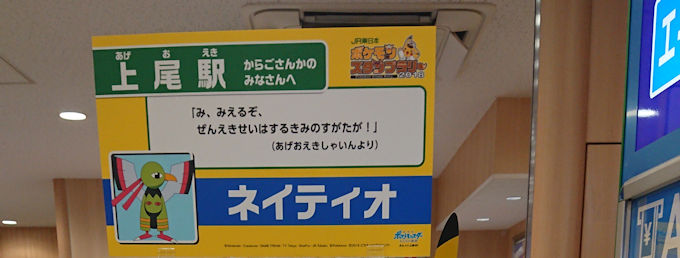 あげ お えき
上尾駅 からごさんかの
みなさんへ
JR東日本
ポケモン
スタンプラリー
2018
「み、みえるぞ、
ぜんえきせいはするきみのすがたが!」
(あげおえきしゃいんより)
ネイティオ